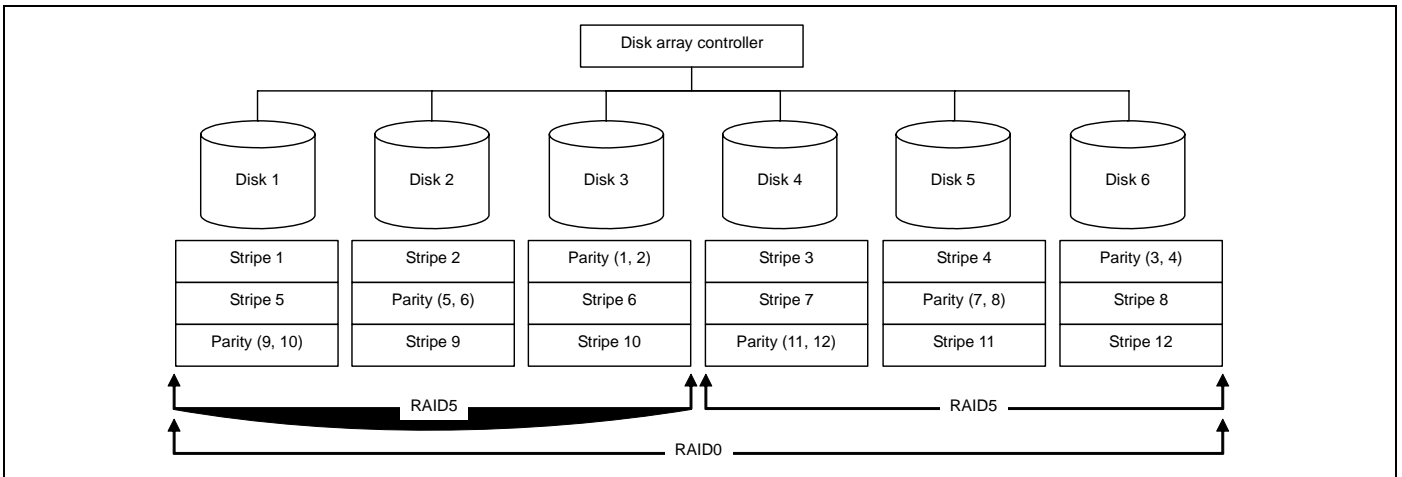 Disk array controller
Disk 1 Disk 2 Disk 3 Disk 4 Disk 5 Disk 6
Stripe 1 Stripe 2 Parity (1, 2) Stripe 3 Stripe 4 Parity (3, 4)
Stripe 5 Parity (5, 6) Stripe 6 Stripe 7 Parity (7, 8) Stripe 8
Parity (9, 10) Stripe 9 Stripe 10 Parity (11, 12) Stripe 11 Stripe 12
RAID5 RAID5
RAID0